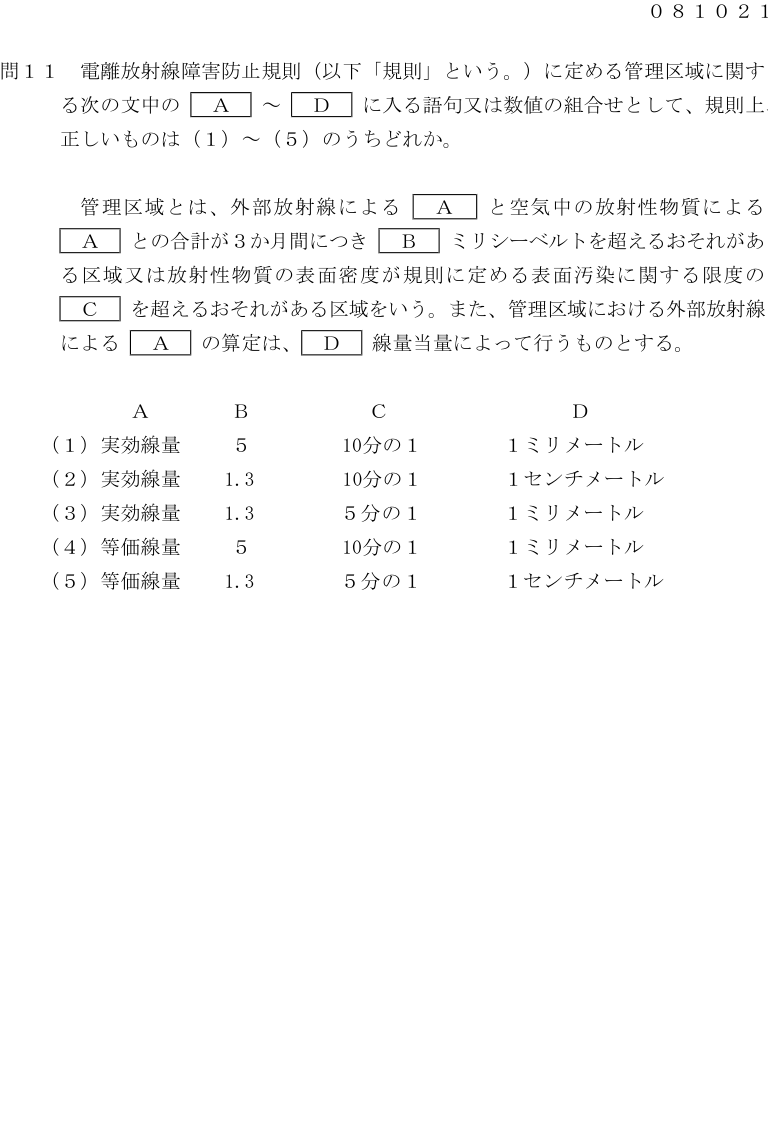 ０８１０２１
問１１　電離放射線障害防止規則（以下「規則」という。）に定める管理区域に関す
る次の文中の　A　～　D　に入る語句又は数値の組合せとして、規則上、
正しいものは（１）～（５）のうちどれか。
管理区域とは、外部放射線による　A　と空気中の放射性物質による
A　との合計が３か月間につき　B　ミリシーベルトを超えるおそれがあ
る区域又は放射性物質の表面密度が規則に定める表面汚染に関する限度の
C　を超えるおそれがある区域をいう。また、管理区域における外部放射線
による　A　の算定は、　D　線量当量によって行うものとする。
A　B　C　D
（１）実効線量　５　10分の１　１ミリメートル
（２）実効線量　1.3　10分の１　１センチメートル
（３）実効線量　1.3　５分の１　１ミリメートル
（４）等価線量　５　10分の１　１ミリメートル
（５）等価線量　1.3　５分の１　１センチメートル